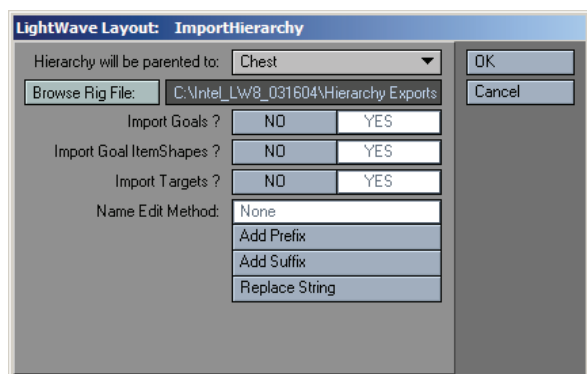 LightWave Layout: ImportHierarchy
Hierarchy will be parented to: Chest
OK
Browse Rig File: C:\Intel_LW8_031604\Hierarchy Exports
Cancel
Import Goals ? NO YES
Import Goal ItemShapes ? NO YES
Import Targets ? NO YES
Name Edit Method: None
Add Prefix
Add Suffix
Replace String